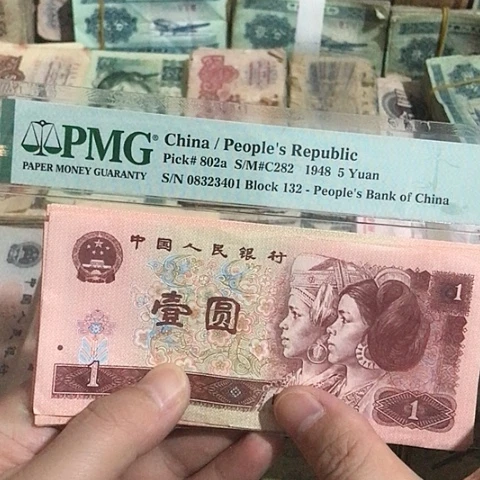 PMG®
PAPER MONEY GUARANTY
China / People's Republic
Pick# 802a S/M#C282 1948 5 Yuan
S/N 08323401 Block 132 - People's Bank of China
中国人民银行
壹圆
1
1
1